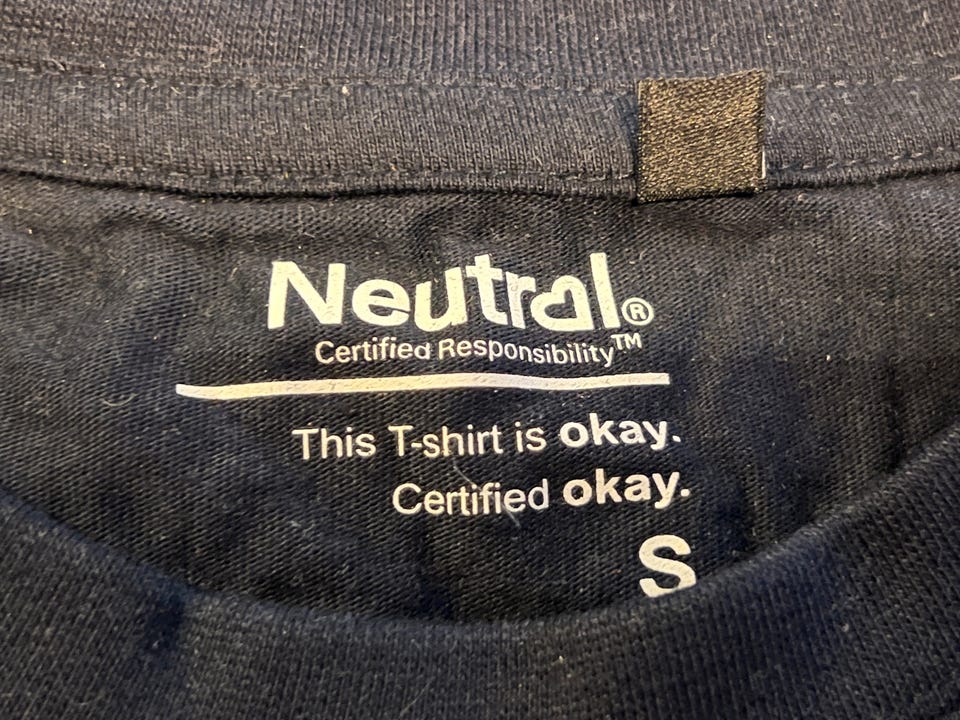 Neutral®
Certified Responsibility™
This T-shirt is okay.
Certified okay.
S